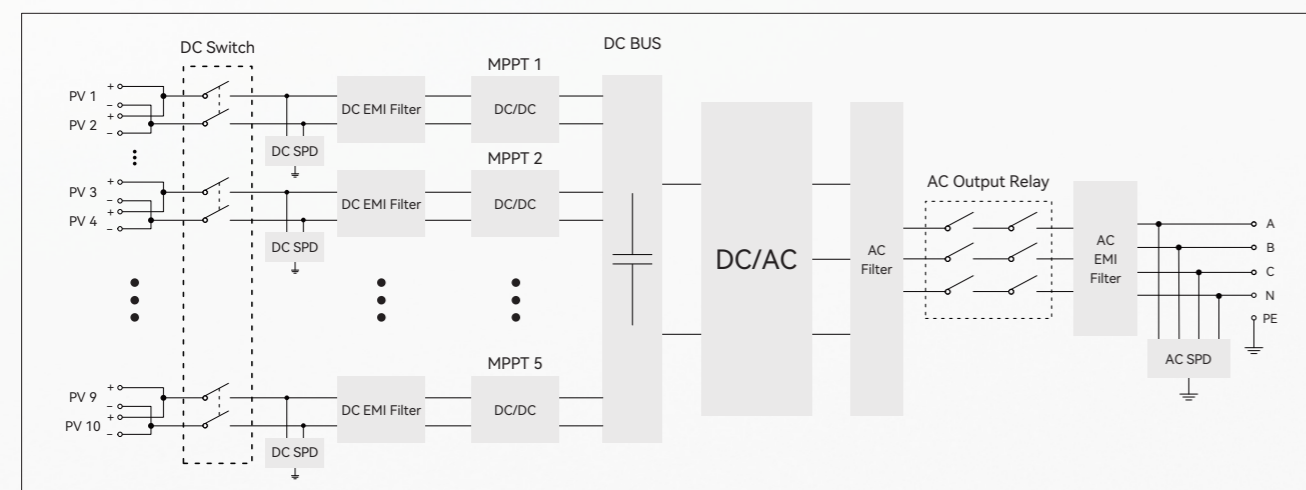 DC Switch
DC BUS
MPPT 1
PV 1
+
–
DC EMI Filter
DC/DC
PV 2
+
–
DC SPD
MPPT 2
PV 3
+
–
DC EMI Filter
DC/DC
PV 4
+
–
DC SPD
DC/AC
AC
Filter
AC Output Relay
AC
EMI
Filter
A
B
C
N
PE
AC SPD
MPPT 5
PV 9
+
–
DC EMI Filter
DC/DC
PV 10
+
–
DC SPD